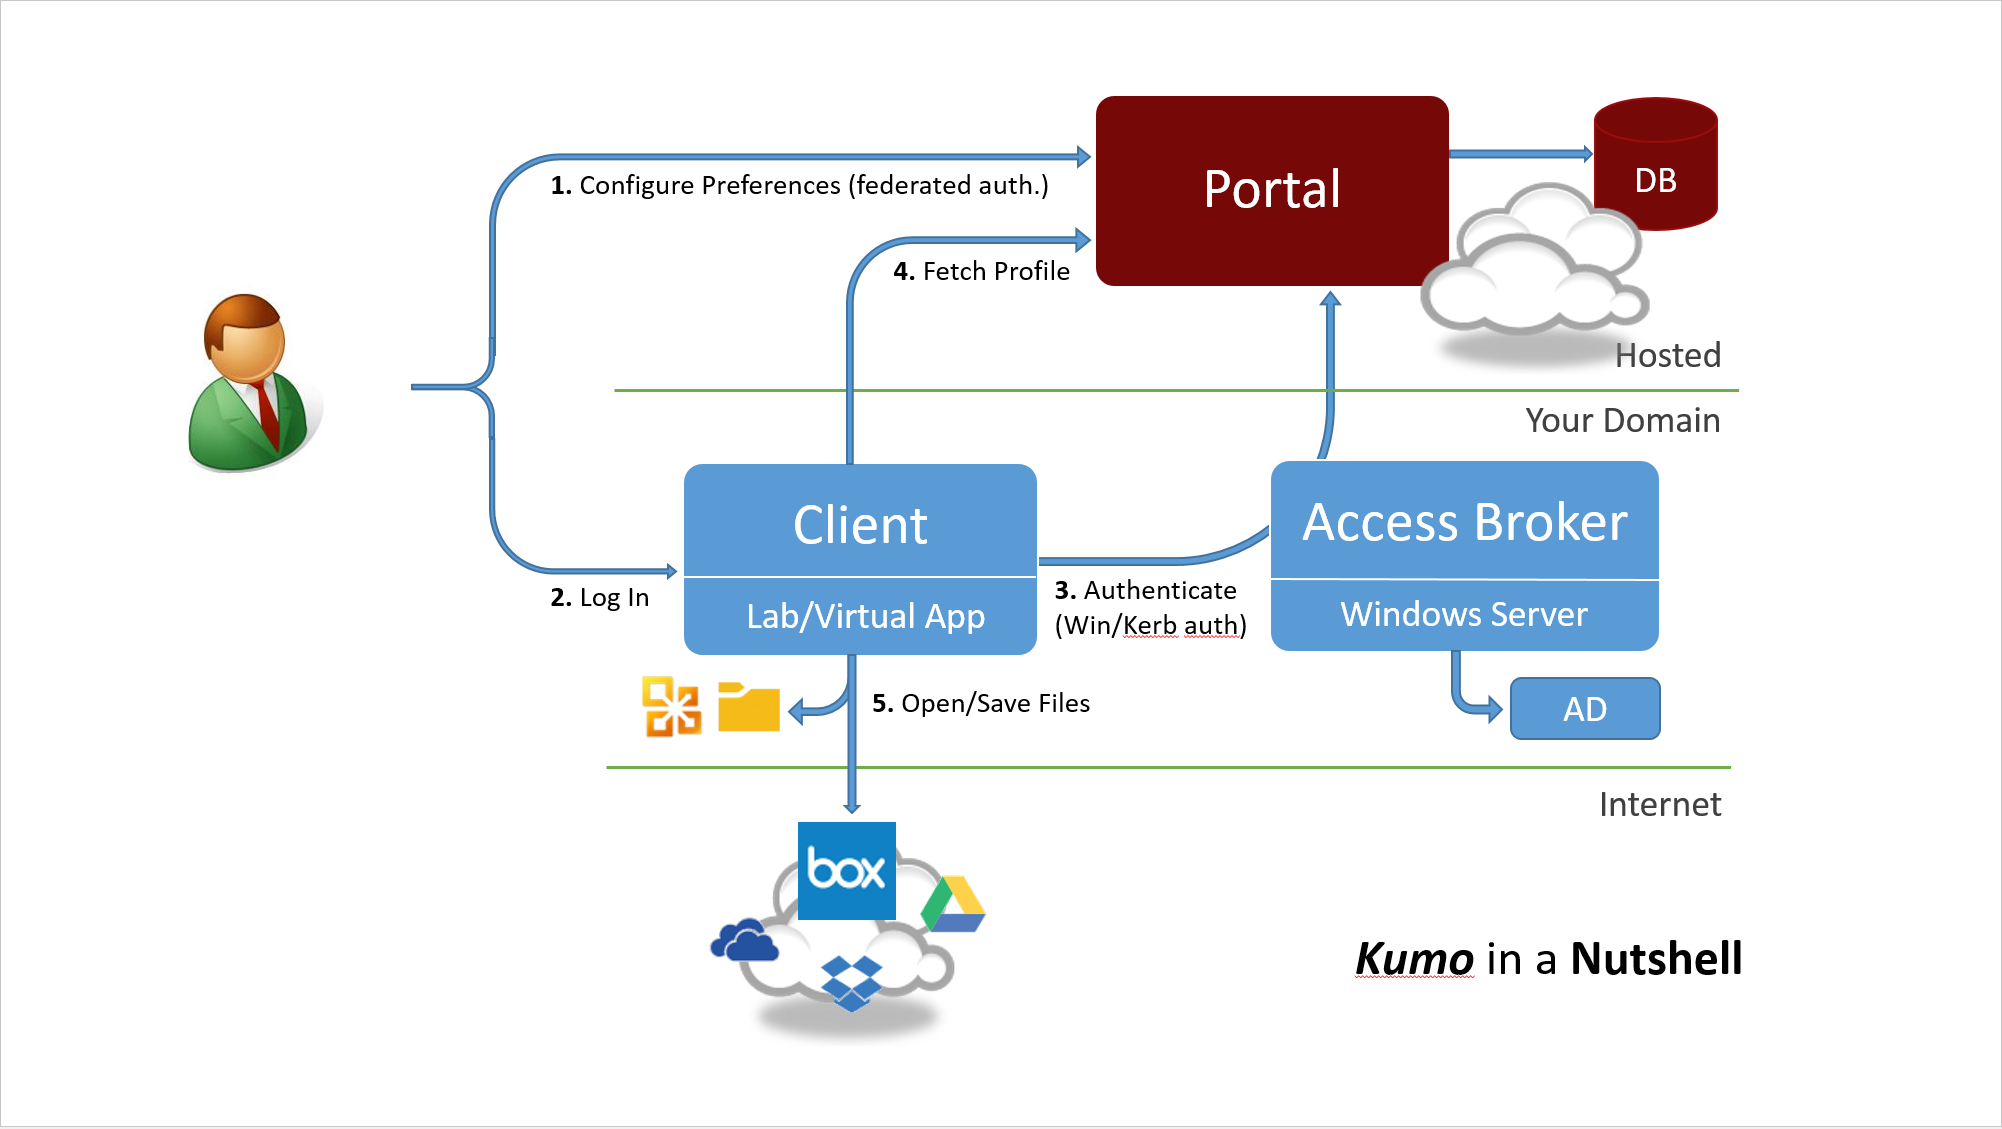 Portal
DB
1. Configure Preferences (federated auth.)
4. Fetch Profile
Hosted
Your Domain
Client
Lab/Virtual App
Access Broker
Windows Server
2. Log In
3. Authenticate
(Win/Kerb auth)
5. Open/Save Files
AD
Internet
box
Kumo in a Nutshell